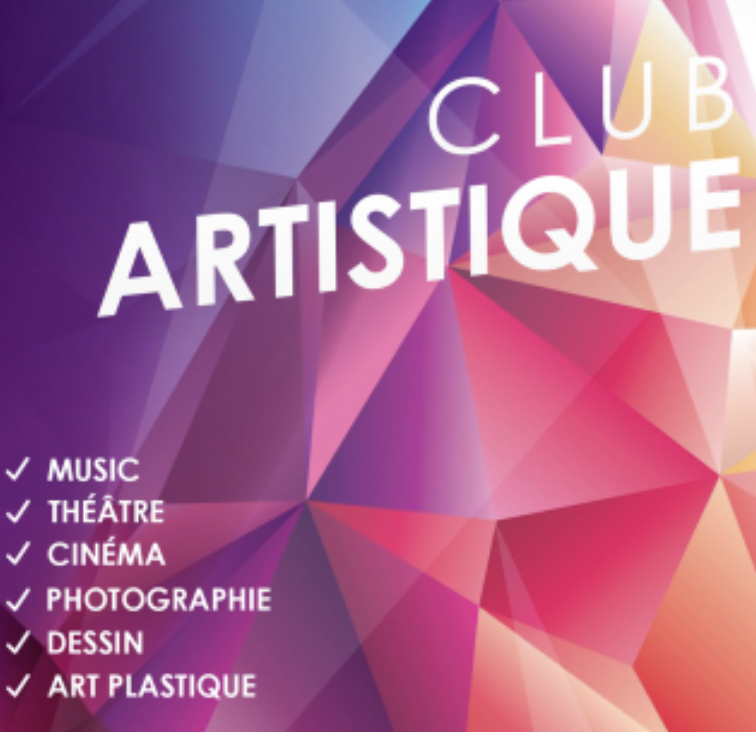 CLUB
ARTISTIQUE
✓ MUSIC
✓ THÉÂTRE
✓ CINÉMA
✓ PHOTOGRAPHIE
✓ DESSIN
✓ ART PLASTIQUE